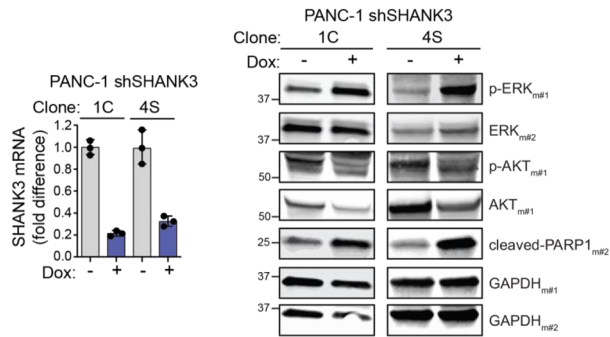 PANC-1 shSHANK3
Clone: 1C 4S
SHANK3 mRNA
(fold difference)
1.2
1.0
0.8
0.6
0.4
0.2
0.0
Dox: - + - +
PANC-1 shSHANK3
Clone: 1C 4S
Dox: - + - +
37 p-ERKm#1
37 ERKm#2
50 p-AKTm#1
50 AKTm#1
25 cleaved-PARP1m#2
37 GAPDHm#1
37 GAPDHm#2